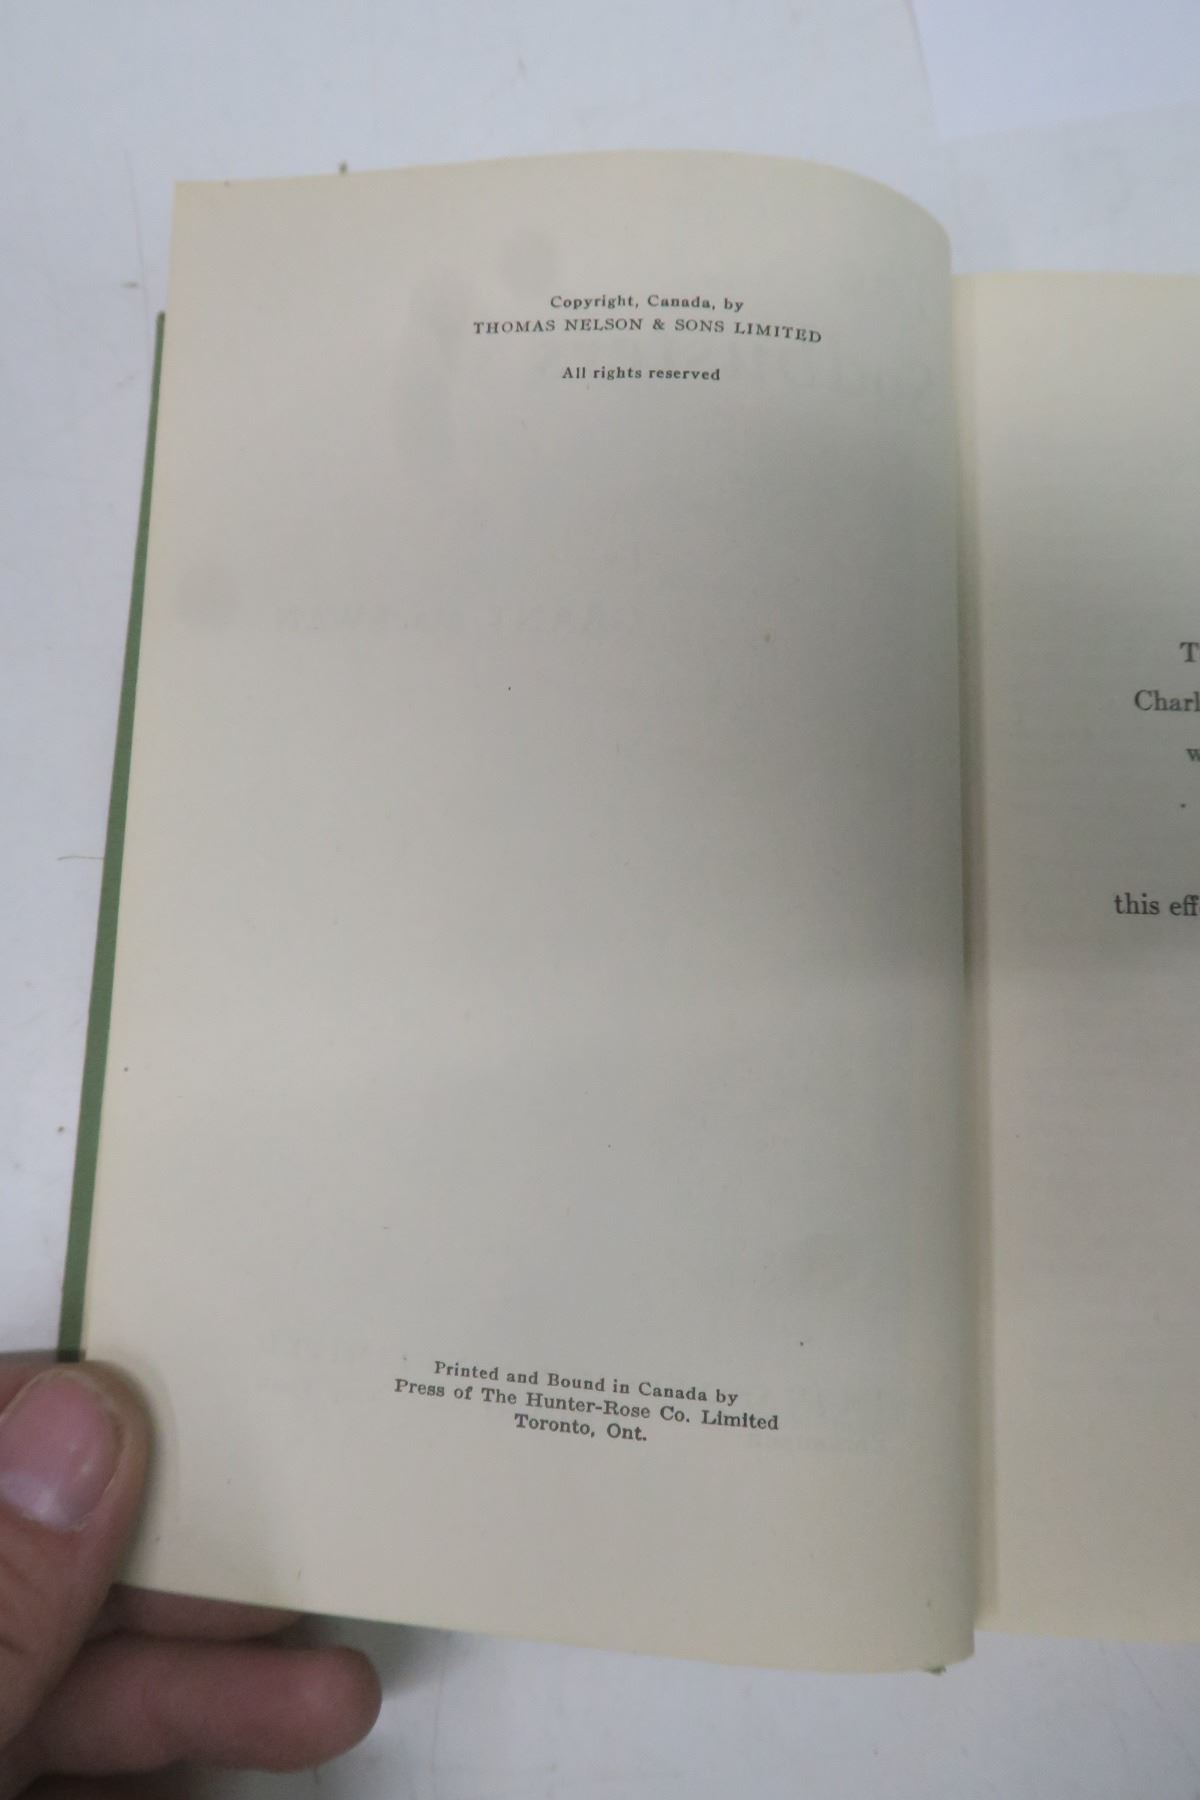 Copyright, Canada, by
THOMAS NELSON & SONS LIMITED
All rights reserved
Printed and Bound in Canada by
Press of The Hunter-Rose Co. Limited
Toronto, Ont.
T
Charl
w
this eff